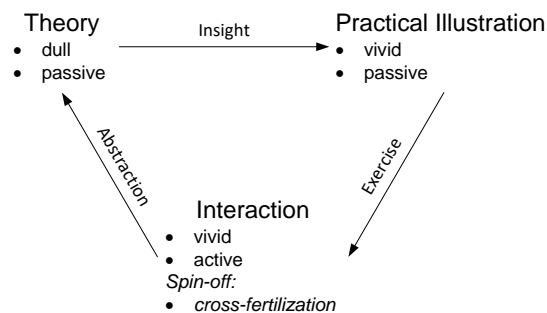 Theory
• dull
• passive
Insight
Practical Illustration
• vivid
• passive
Abstraction
Exercise
Interaction
• vivid
• active
Spin-off:
• cross-fertilization